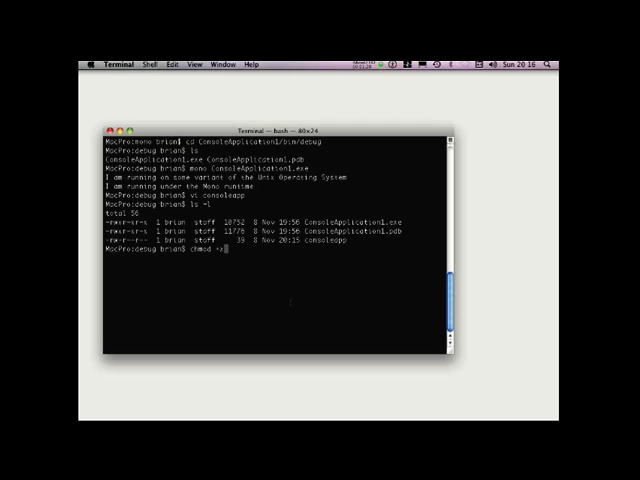 Terminal Shell Edit View Window Help Sun 20 16
Terminal — bash — 80x24
MacPro:mono brian$ cd ConsoleApplication1/bin/debug
MacPro:debug brian$ ls
ConsoleApplication1.exe ConsoleApplication1.pdb
MacPro:debug brian$ mono ConsoleApplication1.exe
I am running on some variant of the Unix Operating System
I am running under the Mono runtime
MacPro:debug brian$ vi consoleapp
MacPro:debug brian$ ls -l
total 56
-rwxr-xr-x 1 brian staff 10752 8 Nov 19:56 ConsoleApplication1.exe
-rwxr-xr-x 1 brian staff 11776 8 Nov 19:56 ConsoleApplication1.pdb
-rw-r--r-- 1 brian staff 39 8 Nov 20:15 consoleapp
MacPro:debug brian$ chmod +x